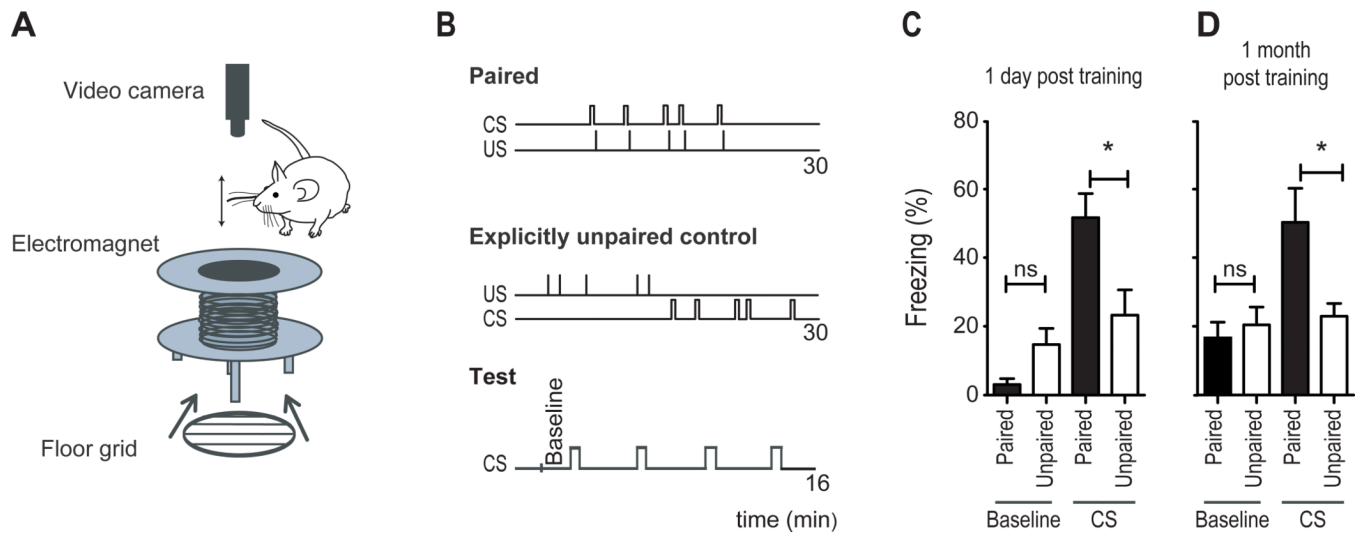 A
Video camera
Electromagnet
Floor grid
B
Paired
CS
US
30
Explicitly unpaired control
US
CS
30
Test
Baseline
CS
16
time (min)
C
1 day post training
Freezing (%)
80
60
40
20
0
ns
*
Paired
Unpaired
Paired
Unpaired
Baseline
CS
D
1 month
post training
ns
*
Paired
Unpaired
Paired
Unpaired
Baseline
CS